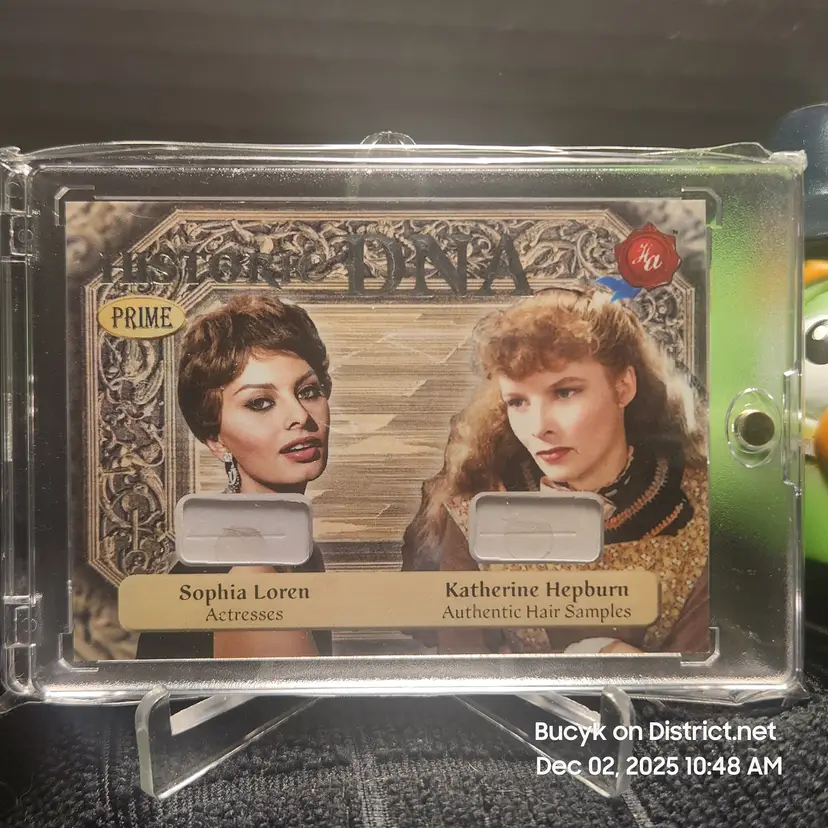 HISTORIC DNA
HA
PRIME
Sophia Loren
Actresses
Katherine Hepburn
Authentic Hair Samples
Bucyk on District.net
Dec 02, 2025 10:48 AM